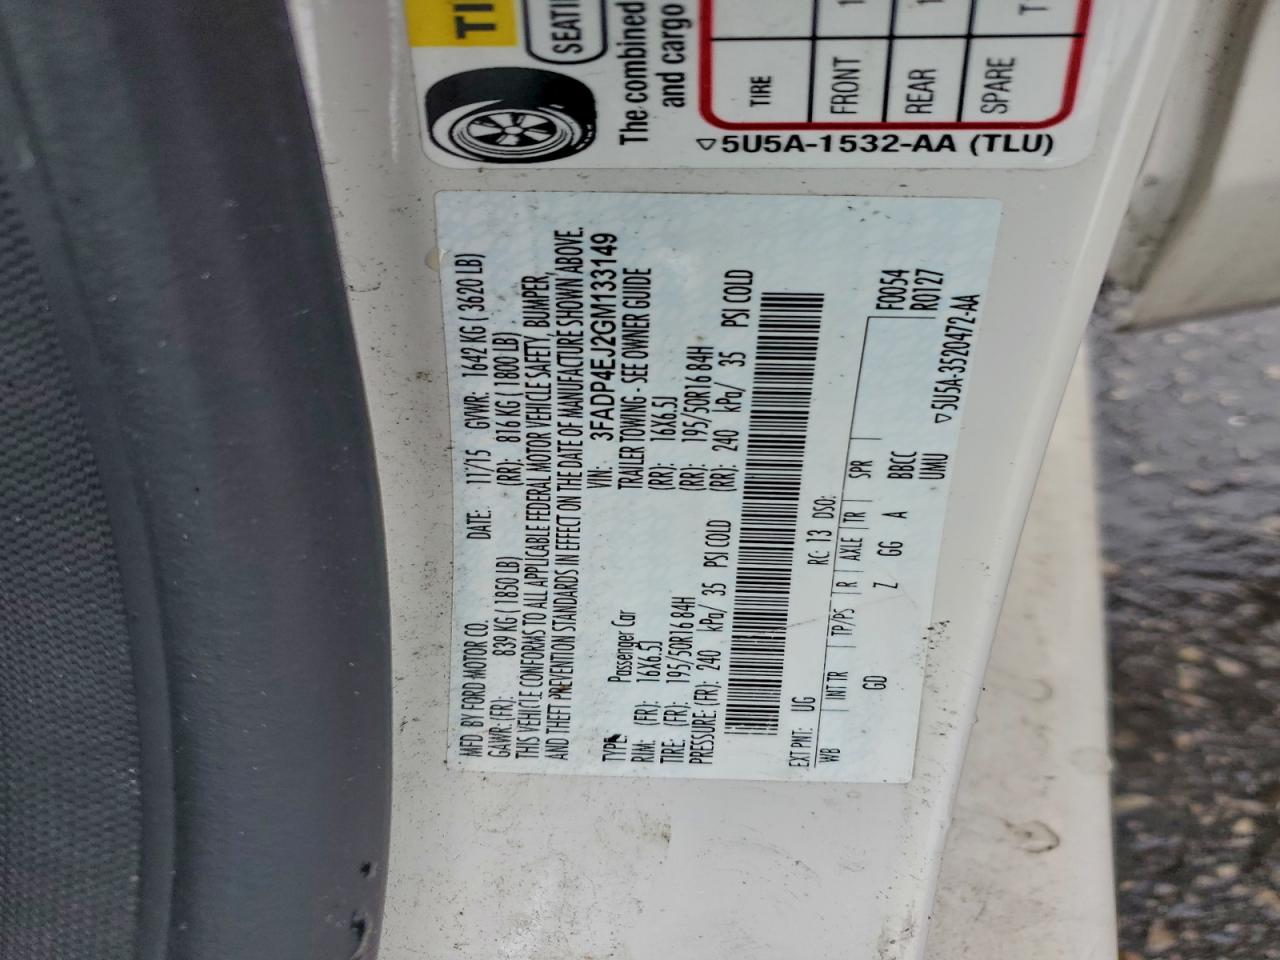 TI
SEATI
The combined
and cargo
TIRE
FRONT 1
REAR 1
SPARE T
5U5A-1532-AA (TLU)
MFD. BY FORD MOTOR CO. DATE: 11/15 GVWR: 1642 KG ( 3620 LB)
GAWR: (FR): 839 KG ( 1850 LB) (RR): 816 KG ( 1800 LB)
THIS VEHICLE CONFORMS TO ALL APPLICABLE FEDERAL MOTOR VEHICLE SAFETY, BUMPER,
AND THEFT PREVENTION STANDARDS IN EFFECT ON THE DATE OF MANUFACTURE SHOWN ABOVE.
VIN: 3FADP4EJ2GM133149
TYPE: Passenger Car TRAILER TOWING - SEE OWNER GUIDE
RIM: (FR): 16X6.5J (RR): 16X6.5J
TIRE: (FR): 195/50R16 84H (RR): 195/50R16 84H
PRESSURE: (FR): 240 kPa/ 35 PSI COLD (RR): 240 kPa/ 35 PSI COLD
EXT PNT: UG RC: 13 DSO: F0054
WB INT TR TP/PS R AXLE TR SPR R0127
GD Z GG A BBCC
UMU
5U5A-3520472-AA